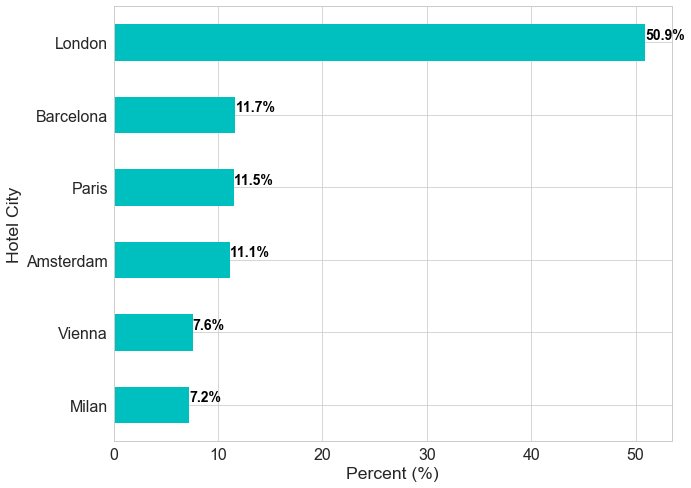 London
50.9%
Barcelona
11.7%
Paris
11.5%
Amsterdam
11.1%
Vienna
7.6%
Milan
7.2%
Hotel City
0 10 20 30 40 50
Percent (%)